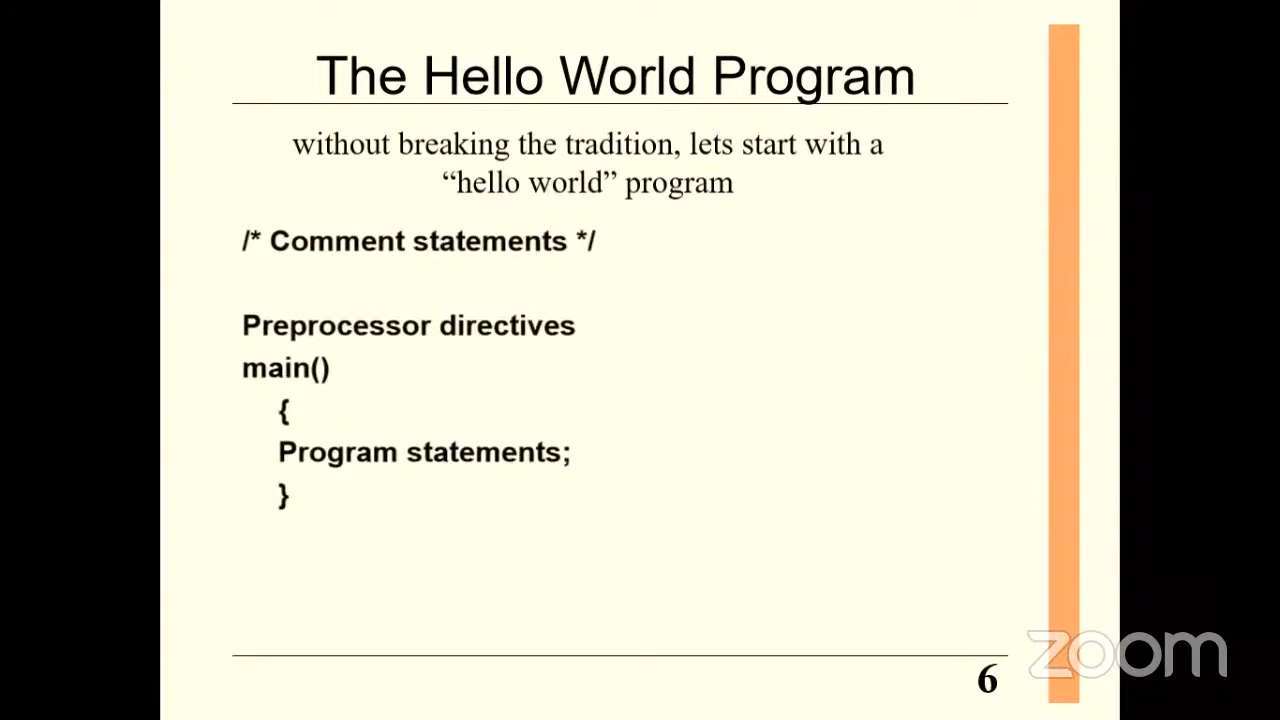 The Hello World Program
without breaking the tradition, lets start with a
“hello world” program
/* Comment statements */
Preprocessor directives
main()
{
Program statements;
}
6
zoom